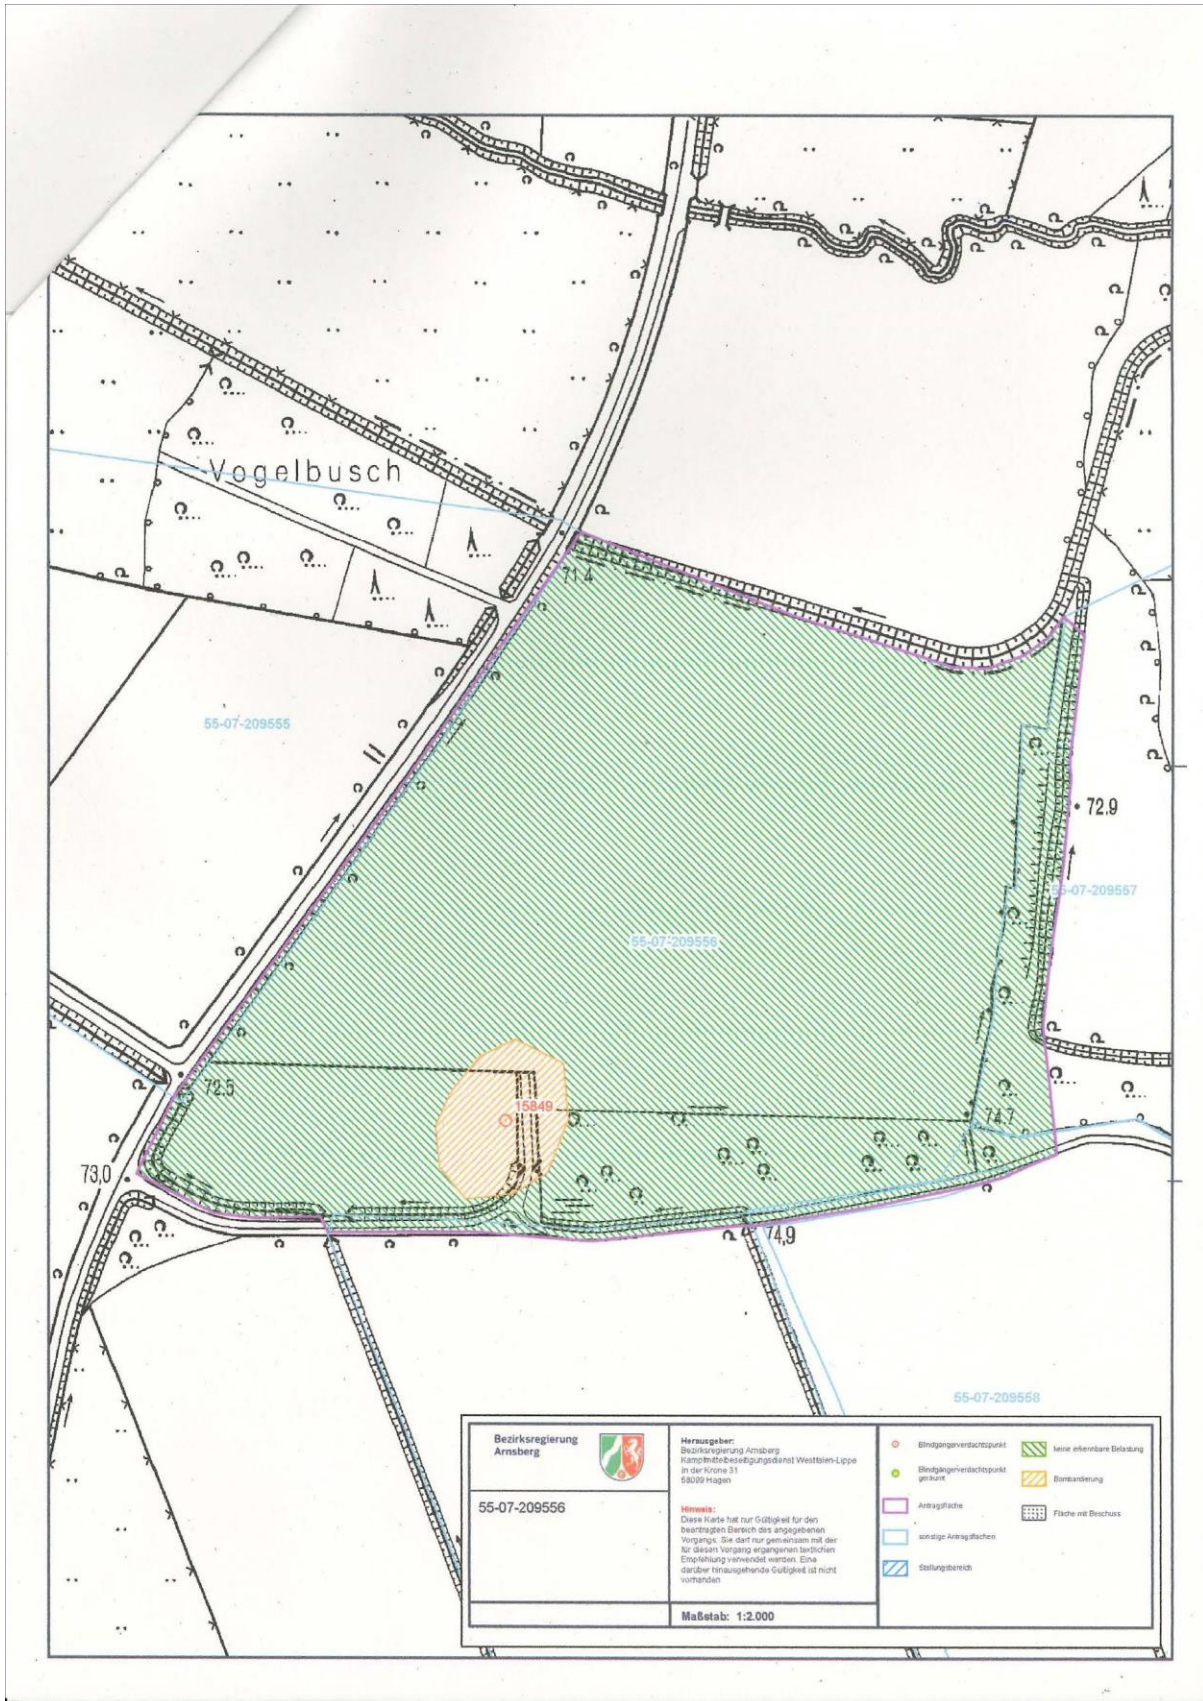 Vogelbusch
71.4
55-07-209555
72.9
55-07-209557
55-07-209556
15849
72.5
74.7
73,0
74,9
55-07-209558
Bezirksregierung
Arnsberg
55-07-209556
Herausgeber:
Bezirksregierung Arnsberg
Kampfmittelbeseitigungsdienst Westfalen-Lippe
In der Krone 31
58099 Hagen
Hinweis:
Diese Karte hat nur Gültigkeit für den
beantragten Bereich des angegebenen
Vorgangs. Sie darf nur gemeinsam mit der
für diesen Vorgang ergangenen textlichen
Empfehlung verwendet werden. Eine
darüber hinausgehende Gültigkeit ist nicht
vorhanden
Maßstab: 1:2.000
Blindgängerverdachtspunkt
Blindgängerverdachtspunkt
geräumt
Antragsfläche
sonstige Antragsflächen
Stellungsbereich
keine erkennbare Belastung
Bombardierung
Fläche mit Beschuss